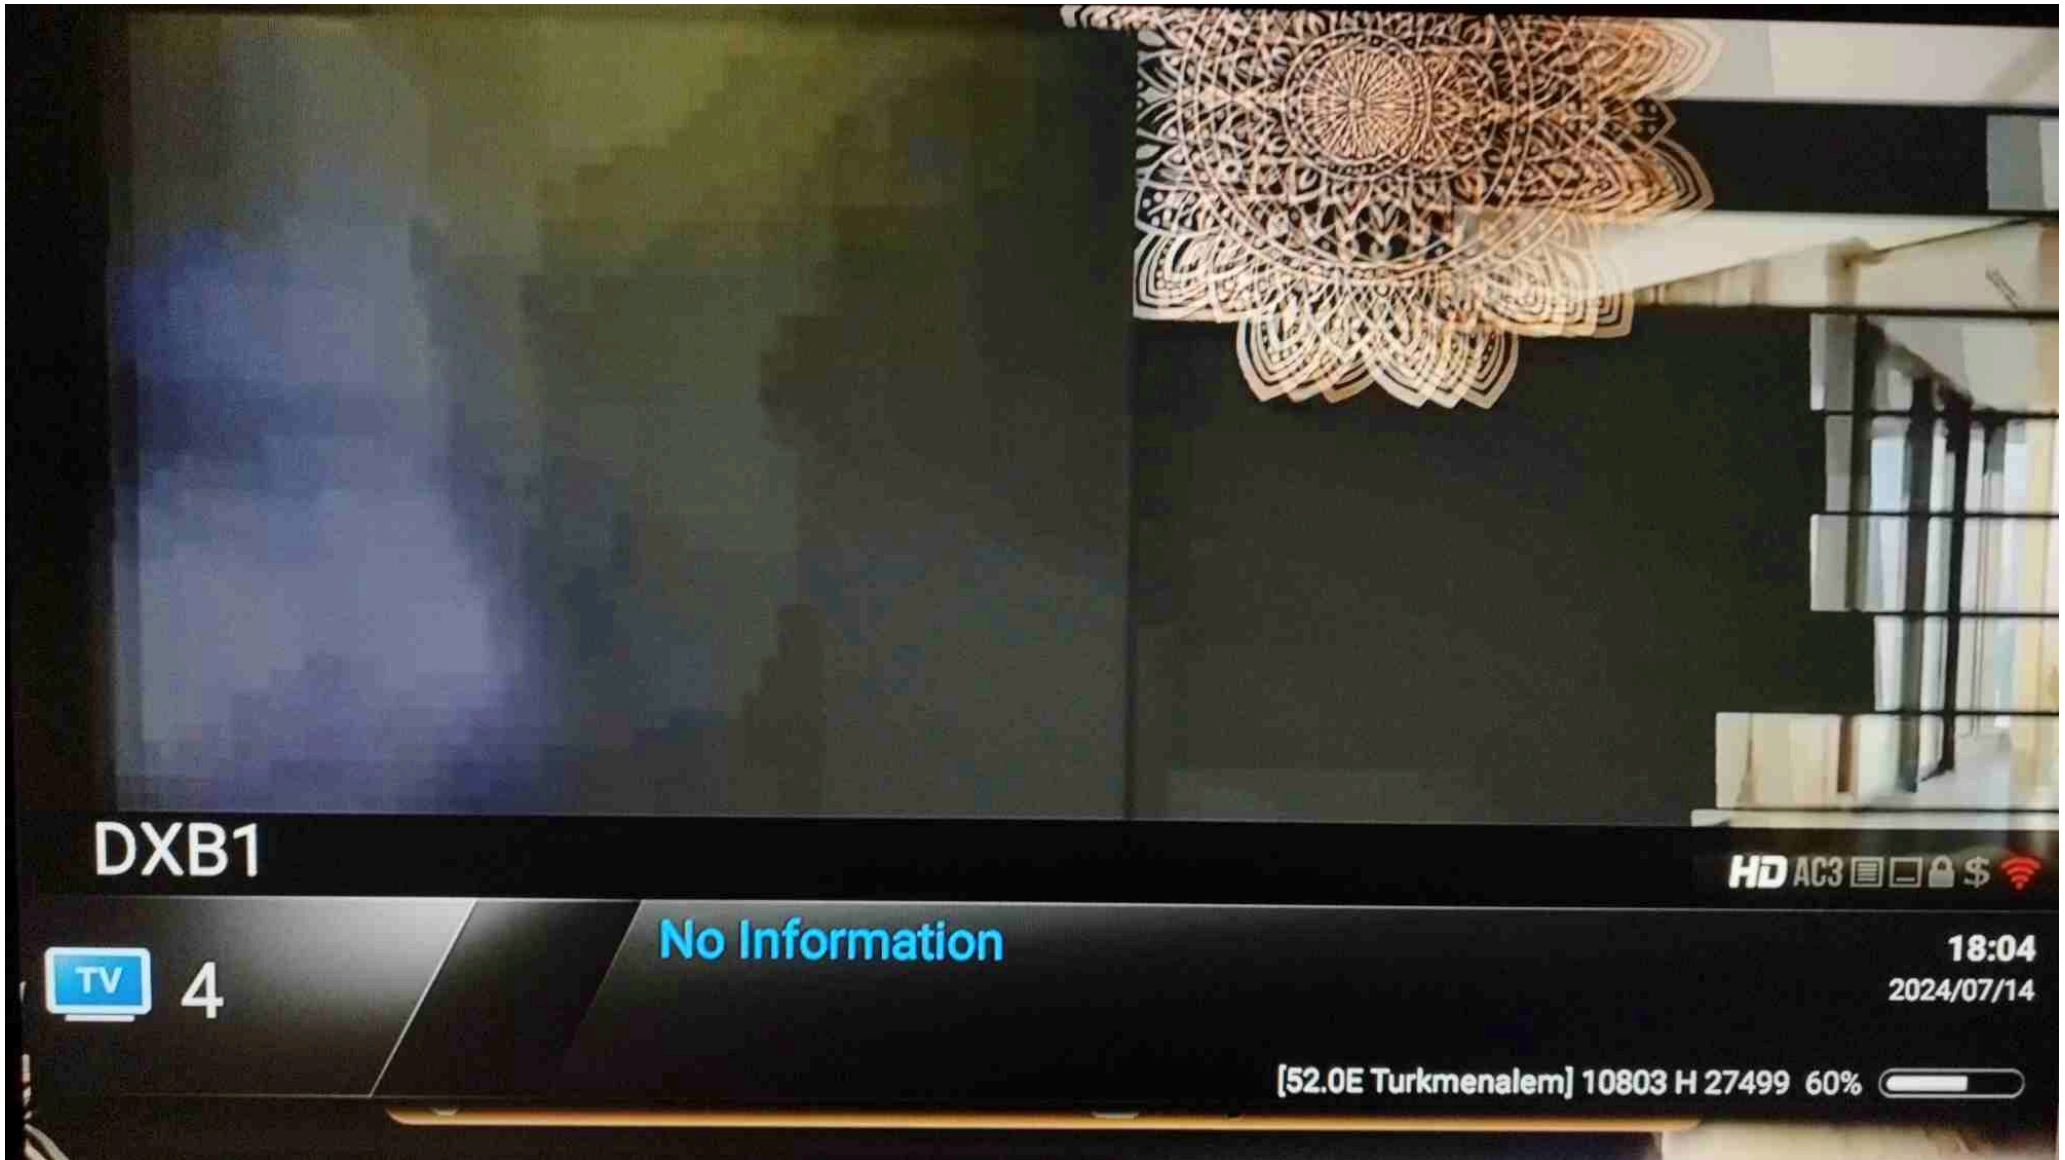 DXB1
HD AC3 $
TV 4
No Information
18:04
2024/07/14
[52.0E Turkmenalem] 10803 H 27499 60%